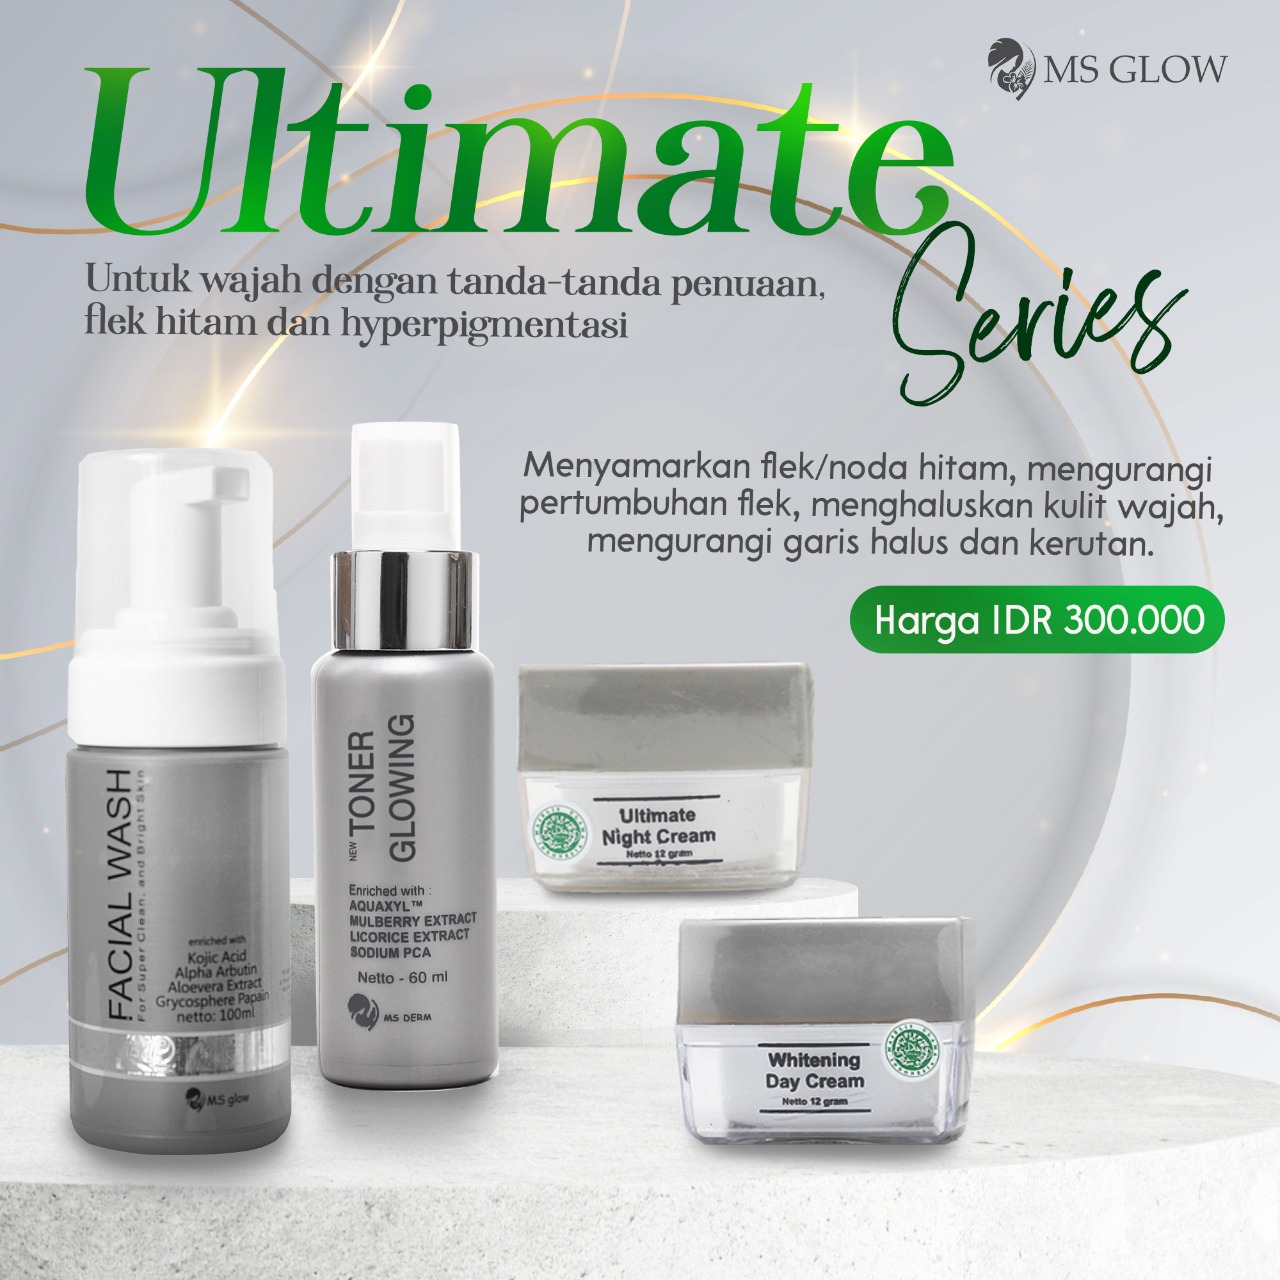 MS GLOW
Ultimate
Series
Untuk wajah dengan tanda-tanda penuaan,
flek hitam dan hyperpigmentasi
Menyamarkan flek/noda hitam, mengurangi
pertumbuhan flek, menghaluskan kulit wajah,
mengurangi garis halus dan kerutan.
Harga IDR 300.000
FACIAL WASH
For Super Clean, and Bright Skin
enriched with
Kojic Acid
Alpha Arbutin
Aloevera Extract
Grycosphere Papain
netto: 100ml
MS glow
NEW TONER
GLOWING
Enriched with :
AQUAXYL™
MULBERRY EXTRACT
LICORICE EXTRACT
SODIUM PCA
Netto - 60 ml
MS DERM
Ultimate
Night Cream
Netto 12 gram
Whitening
Day Cream
Netto 12 gram